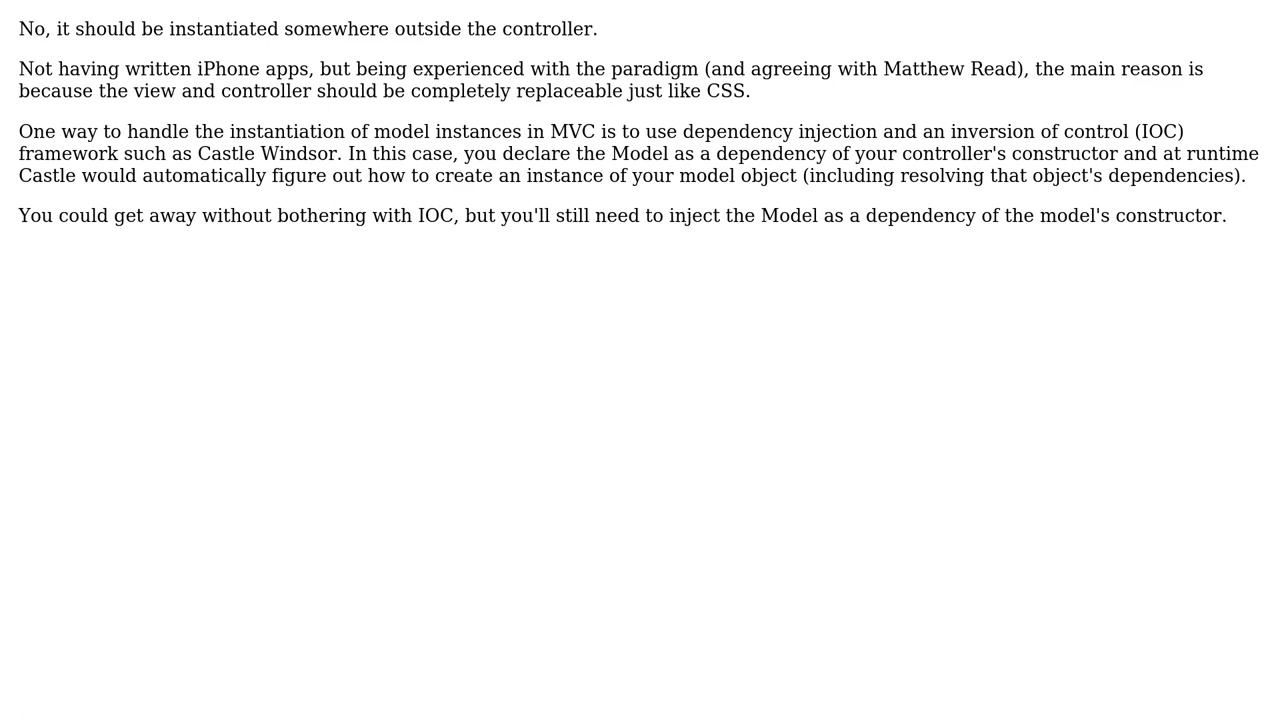 No, it should be instantiated somewhere outside the controller.
Not having written iPhone apps, but being experienced with the paradigm (and agreeing with Matthew Read), the main reason is
because the view and controller should be completely replaceable just like CSS.
One way to handle the instantiation of model instances in MVC is to use dependency injection and an inversion of control (IOC)
framework such as Castle Windsor. In this case, you declare the Model as a dependency of your controller's constructor and at runtime
Castle would automatically figure out how to create an instance of your model object (including resolving that object's dependencies).
You could get away without bothering with IOC, but you'll still need to inject the Model as a dependency of the model's constructor.